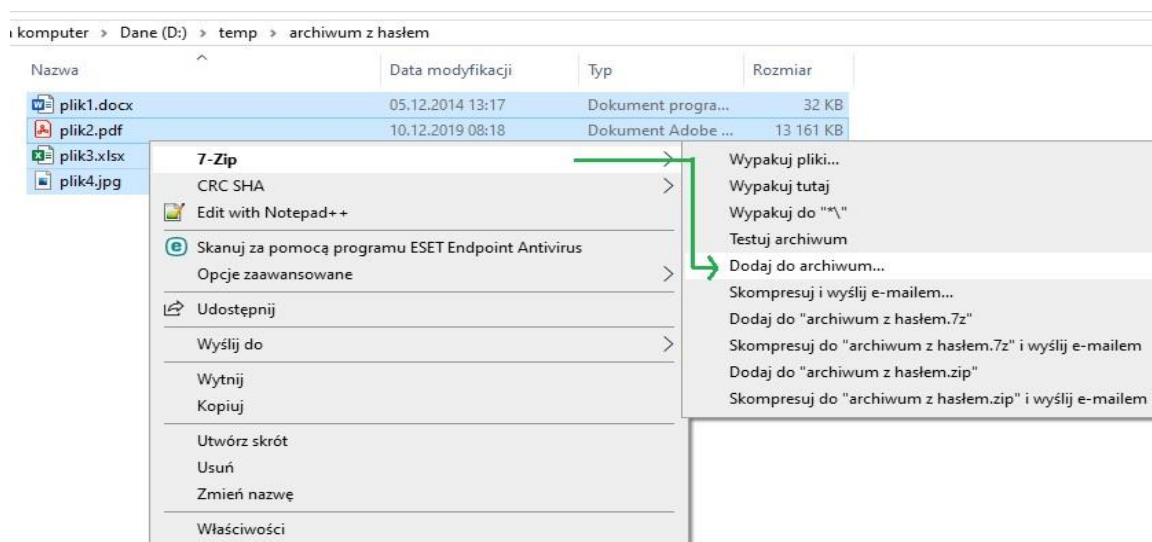 komputer > Dane (D:) > temp > archiwum z hasłem
Nazwa Data modyfikacji Typ Rozmiar
plik1.docx 05.12.2014 13:17 Dokument progra... 32 KB
plik2.pdf 10.12.2019 08:18 Dokument Adobe ... 13 161 KB
plik3.xlsx
plik4.jpg
7-Zip
CRC SHA
Edit with Notepad++
Skanuj za pomocą programu ESET Endpoint Antivirus
Opcje zaawansowane
Udostępnij
Wyślij do
Wytnij
Kopiuj
Utwórz skrót
Usuń
Zmień nazwę
Właściwości
Wypakuj pliki...
Wypakuj tutaj
Wypakuj do "*\"
Testuj archiwum
Dodaj do archiwum...
Skompresuj i wyślij e-mailem...
Dodaj do "archiwum z hasłem.7z"
Skompresuj do "archiwum z hasłem.7z" i wyślij e-mailem
Dodaj do "archiwum z hasłem.zip"
Skompresuj do "archiwum z hasłem.zip" i wyślij e-mailem